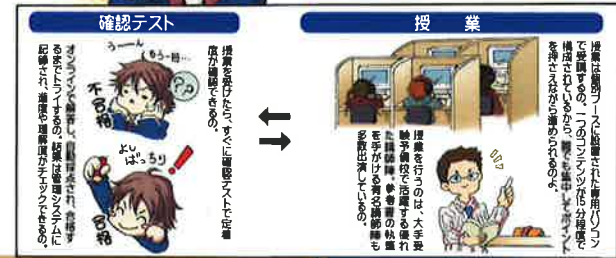 確認テスト
授業
授業は個別ブースに設置された専用パソコン
で受講するの。一つのコンテンツが15分程度で
構成されているから、誰でも集中してポイント
を押さえながら進められるのよ。
授業を行うのは、大手受
験予備校で活躍する優れ
た講師陣。参考書の執筆
を手がける有名講師陣も
多数出演しているの。
授業を受けたら、すぐに確認テストで定着
度が確認できるの。
うーーん
もう一回…
??
不合格
よし
ばっちり
!
合格
オンラインで解答し、自動採点され、合格す
るまでトライするの。結果は管理システムに
記録され、進度や理解度がチェックできるの。